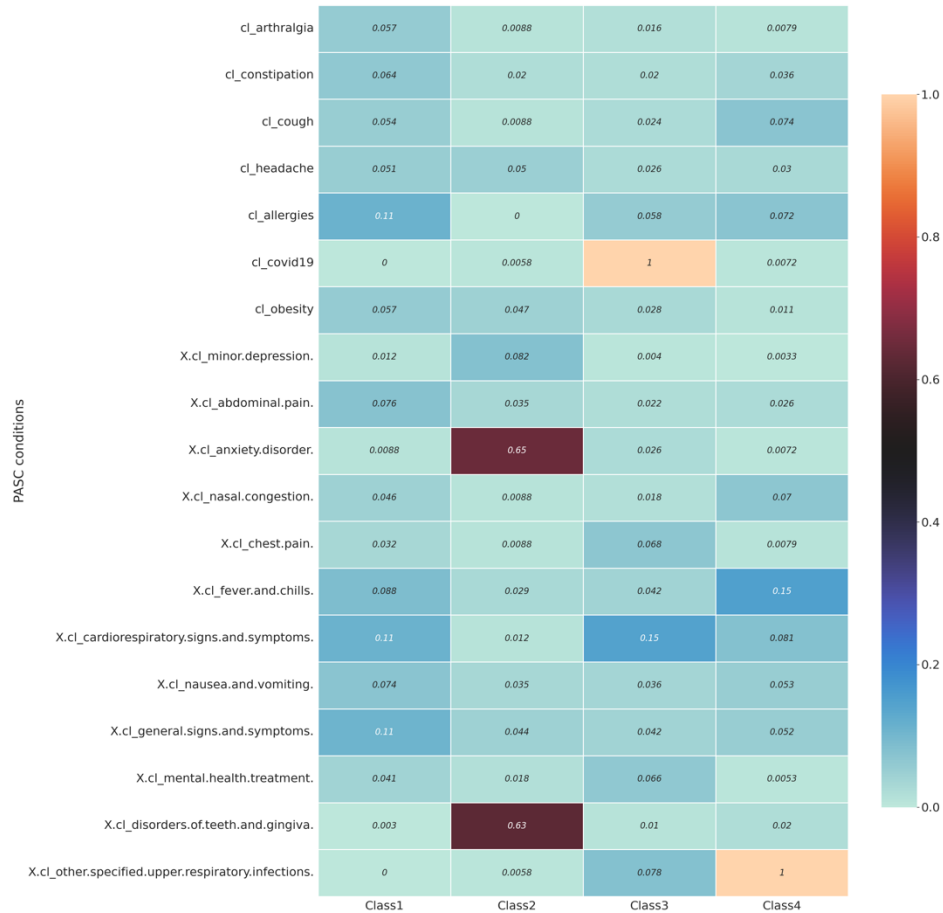 cl_arthralgia 0.057 0.0088 0.016 0.0079
cl_constipation 0.064 0.02 0.02 0.036
1.0
cl_cough 0.054 0.0088 0.024 0.074
cl_headache 0.051 0.05 0.026 0.03
cl_allergies 0.11 0 0.058 0.072
0.8
cl_covid19 0 0.0058 1 0.0072
cl_obesity 0.057 0.047 0.028 0.011
X.cl_minor.depression. 0.012 0.082 0.004 0.0033
0.6
X.cl_abdominal.pain. 0.076 0.035 0.022 0.026
PASC conditions
X.cl_anxiety.disorder. 0.0088 0.65 0.026 0.0072
X.cl_nasal.congestion. 0.046 0.0088 0.018 0.07
0.4
X.cl_chest.pain. 0.032 0.0088 0.068 0.0079
X.cl_fever.and.chills. 0.088 0.029 0.042 0.15
X.cl_cardiorespiratory.signs.and.symptoms. 0.11 0.012 0.15 0.081
0.2
X.cl_nausea.and.vomiting. 0.074 0.035 0.036 0.053
X.cl_general.signs.and.symptoms. 0.11 0.044 0.042 0.052
X.cl_mental.health.treatment. 0.041 0.018 0.066 0.0053
0.0
X.cl_disorders.of.teeth.and.gingiva. 0.003 0.63 0.01 0.02
X.cl_other.specified.upper.respiratory.infections. 0 0.0058 0.078 1
Class1 Class2 Class3 Class4